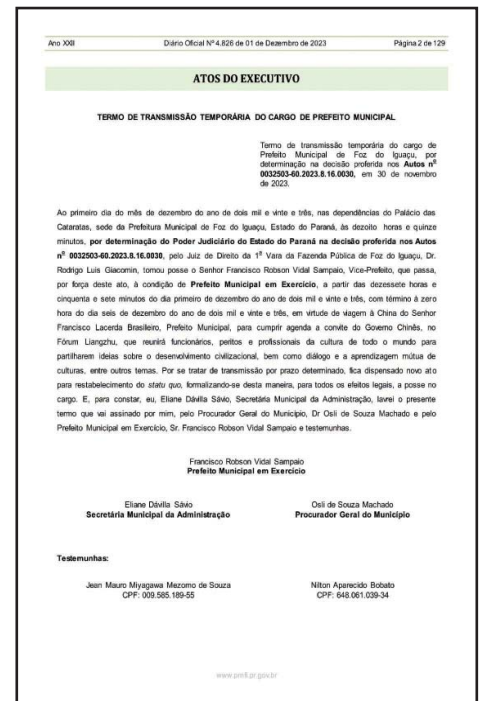 Ano XXII Diário Oficial Nº 4.826 de 01 de Dezembro de 2023 Página 2 de 129
ATOS DO EXECUTIVO
TERMO DE TRANSMISSÃO TEMPORÁRIA DO CARGO DE PREFEITO MUNICIPAL
Termo de transmissão temporária do cargo de
Prefeito Municipal de Foz do Iguaçu, por
determinação na decisão proferida nos Autos nº
0032503-60.2023.8.16.0030, em 30 de novembro
de 2023.
Ao primeiro dia do mês de dezembro do ano de dois mil e vinte e três, nas dependências do Palácio das
Cataratas, sede da Prefeitura Municipal de Foz do Iguaçu, Estado do Paraná, às dezoito horas e quinze
minutos, por determinação do Poder Judiciário do Estado do Paraná na decisão proferida nos Autos
nº 0032503-60.2023.8.16.0030, pelo Juiz de Direito da 1ª Vara da Fazenda Pública de Foz do Iguaçu, Dr.
Rodrigo Luis Giacomin, tomou posse o Senhor Francisco Robson Vidal Sampaio, Vice-Prefeito, que passa,
por força deste ato, à condição de Prefeito Municipal em Exercício, a partir das dezessete horas e
cinquenta e sete minutos do dia primeiro de dezembro do ano de dois mil e vinte e três, com término à zero
hora do dia seis de dezembro do ano de dois mil e vinte e três, em virtude de viagem à China do Senhor
Francisco Lacerda Brasileiro, Prefeito Municipal, para cumprir agenda a convite do Governo Chinês, no
Fórum Liangzhu, que reunirá funcionários, peritos e profissionais da cultura de todo o mundo para
partilharem ideias sobre o desenvolvimento civilizacional, bem como diálogo e a aprendizagem mútua de
culturas, entre outros temas. Por se tratar de transmissão por prazo determinado, fica dispensado novo ato
para restabelecimento do statu quo, formalizando-se desta maneira, para todos os efeitos legais, a posse no
cargo. E, para constar, eu, Eliane Dávilla Sávio, Secretária Municipal da Administração, lavrei o presente
termo que vai assinado por mim, pelo Procurador Geral do Município, Dr Osli de Souza Machado e pelo
Prefeito Municipal em Exercício, Sr. Francisco Robson Vidal Sampaio e testemunhas.
Francisco Robson Vidal Sampaio
Prefeito Municipal em Exercício
Eliane Dávilla Sávio Osli de Souza Machado
Secretária Municipal da Administração Procurador Geral do Município
Testemunhas:
Jean Mauro Miyagawa Mezomo de Souza Nilton Aparecido Bobato
CPF: 009.585.189-55 CPF: 648.061.039-34
www.pmfi.pr.gov.br